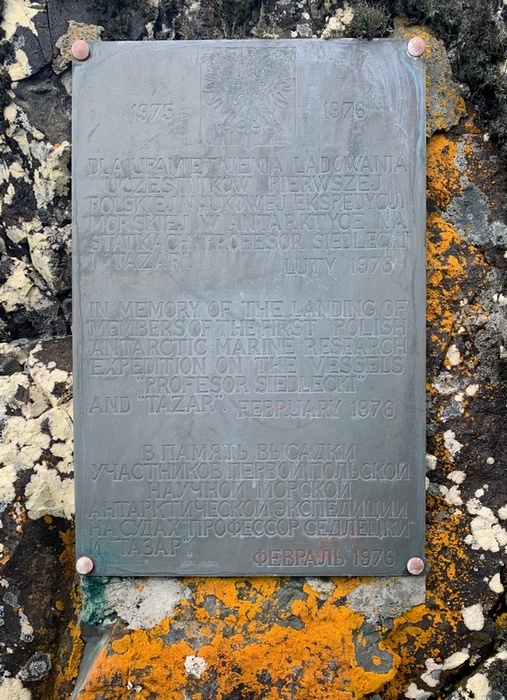 1975 1976
DLA UPAMIĘTNIENIA LĄDOWANIA
UCZESTNIKÓW PIERWSZEJ
POLSKIEJ NAUKOWEJ EKSPEDYCJI
MORSKIEJ W ANTARKTYCE NA
STATKACH "PROFESOR SIEDLECKI"
I "TAZAR" LUTY 1976
IN MEMORY OF THE LANDING OF
MEMBERS OF THE FIRST POLISH
ANTARCTIC MARINE RESEARCH
EXPEDITION ON THE VESSELS
"PROFESOR SIEDLECKI"
AND "TAZAR". FEBRUARY 1976
В ПАМЯТЬ ВЫСАДКИ
УЧАСТНИКОВ ПЕРВОЙ ПОЛЬСКОЙ
НАУЧНОЙ МОРСКОЙ
АНТАРКТИЧЕСКОЙ ЭКСПЕДИЦИИ
НА СУДАХ "ПРОФЕССОР СЕДЛЕЦКИ"
И "ТАЗАР" ФЕВРАЛЬ 1976